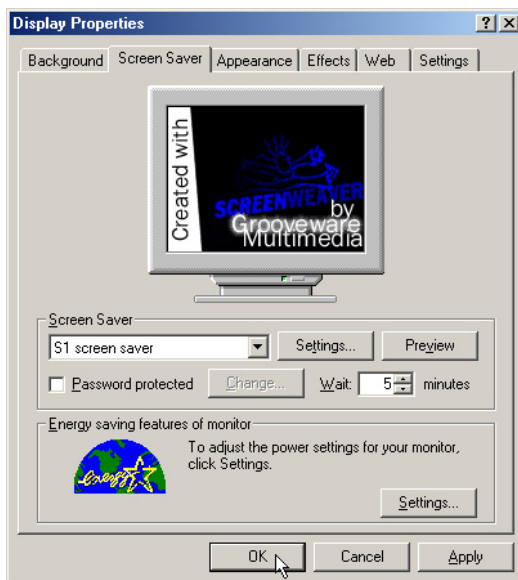 Display Properties
Background Screen Saver Appearance Effects Web Settings
Created with
SCREENWEAVER
by
Grooveware
Multimedia
Screen Saver
S1 screen saver Settings... Preview
Password protected Change... Wait: 5 minutes
Energy saving features of monitor
To adjust the power settings for your monitor,
click Settings.
energy
Settings...
OK Cancel Apply